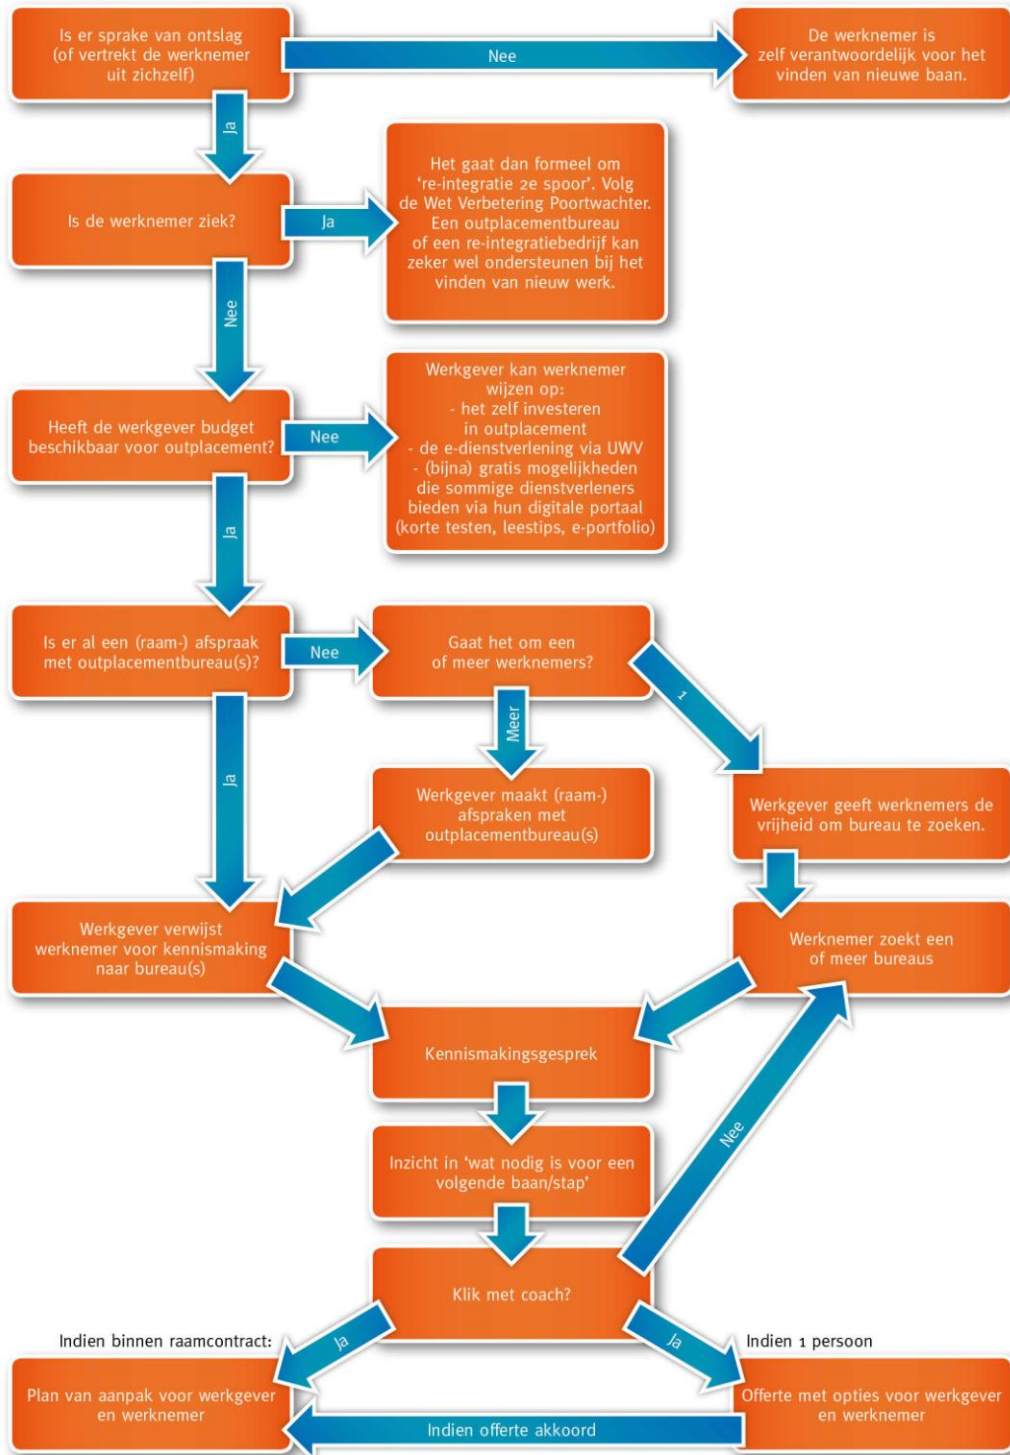 Is er sprake van ontslag
(of vertrekt de werknemer
uit zichzelf)
Nee
De werknemer is
zelf verantwoordelijk voor het
vinden van nieuwe baan.
Ja
Is de werknemer ziek?
Ja
Het gaat dan formeel om
‘re-integratie 2e spoor’. Volg
de Wet Verbetering Poortwachter.
Een outplacementbureau
of een re-integratiebedrijf kan
zeker wel ondersteunen bij het
vinden van nieuw werk.
Nee
Heeft de werkgever budget
beschikbaar voor outplacement?
Nee
Werkgever kan werknemer
wijzen op:
- het zelf investeren
in outplacement
- de e-dienstverlening via UWV
- (bijna) gratis mogelijkheden
die sommige dienstverleners
bieden via hun digitale portaal
(korte testen, leestips, e-portfolio)
Ja
Is er al een (raam-) afspraak
met outplacementbureau(s)?
Nee
Gaat het om een
of meer werknemers?
1
Meer
Ja
Werkgever maakt (raam-)
afspraken met
outplacementbureau(s)
Werkgever geeft werknemers de
vrijheid om bureau te zoeken.
Werkgever verwijst
werknemer voor kennismaking
naar bureau(s)
Werknemer zoekt een
of meer bureaus
Kennismakingsgesprek
Nee
Inzicht in ‘wat nodig is voor een
volgende baan/stap’
Klik met coach?
Indien binnen raamcontract:
Ja
Ja
Indien 1 persoon
Plan van aanpak voor werkgever
en werknemer
Indien offerte akkoord
Offerte met opties voor werkgever
en werknemer